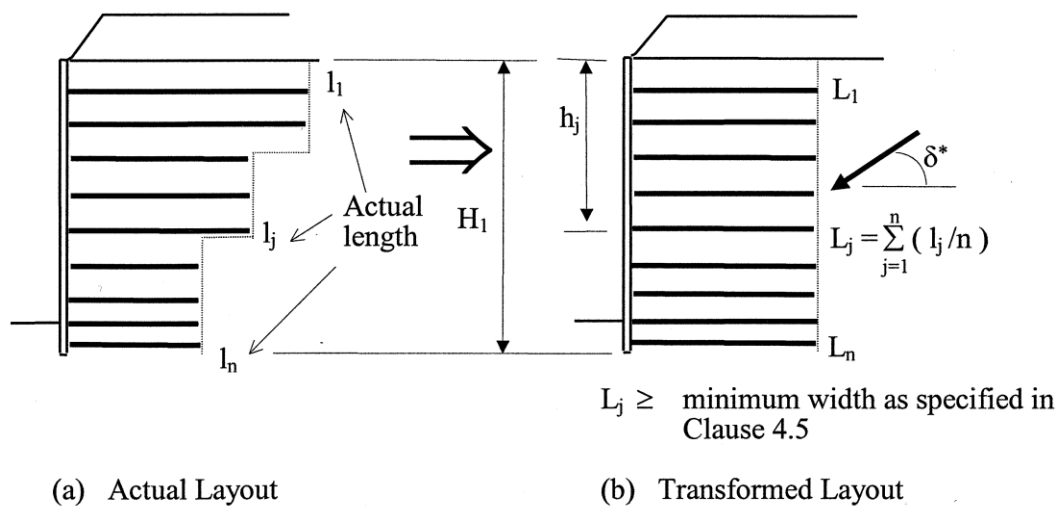 l₁
L₁
hⱼ
δ*
Actual
length
H₁
lⱼ
Lⱼ = Σ ( lⱼ /n )
n
j=1
lₙ
Lₙ
Lⱼ ≥ minimum width as specified in
Clause 4.5
(a) Actual Layout
(b) Transformed Layout